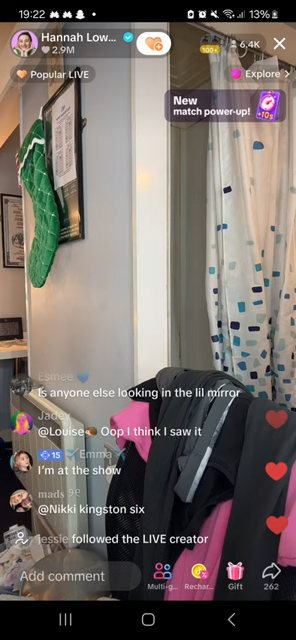 19:22
13%
Hannah Low...
2.9M
100+
6,4K
Popular LIVE
Explore >
New
match power-up!
+10s
Esmee
Is anyone else looking in the lil mirror
Jadey
@Louise Oop I think I saw it
15 Emma
I'm at the show
mads
@Nikki kingston six
jessie followed the LIVE creator
Add comment
Multi-g...
Rechar...
Gift
262